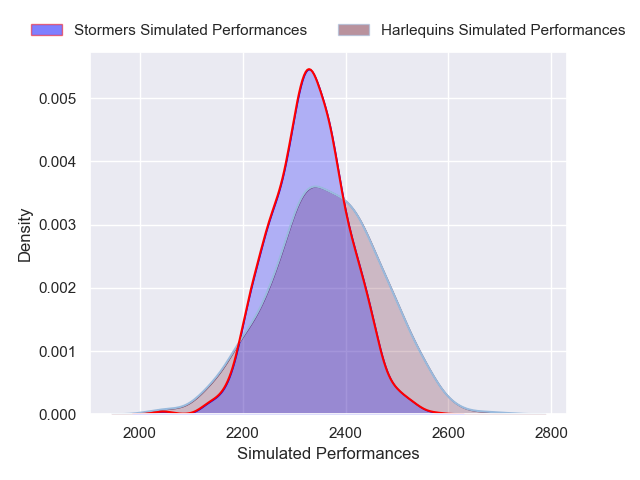 Stormers Simulated Performances Harlequins Simulated Performances
0.005
0.004
0.003
0.002
0.001
0.000
Density
2000 2200 2400 2600 2800
Simulated Performances